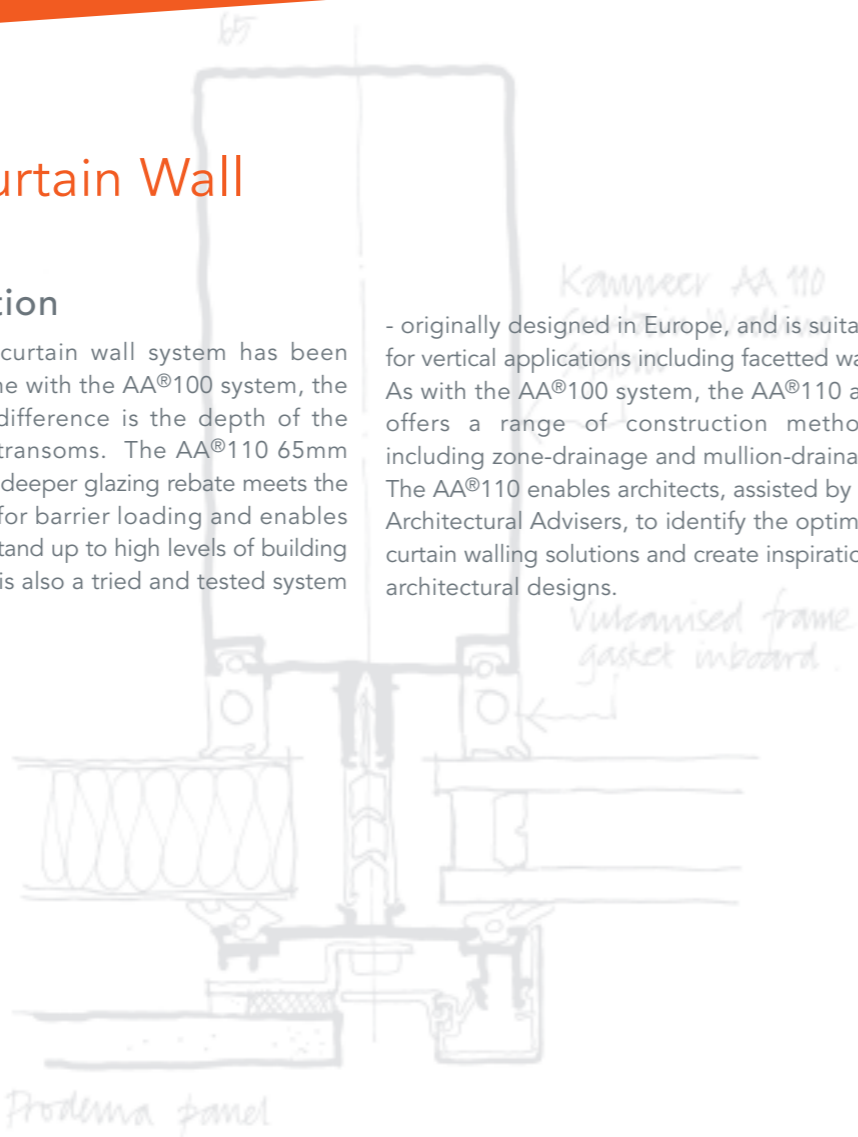 65
urtain Wall
tion
curtain wall system has been
ne with the AA®100 system, the
difference is the depth of the
transoms. The AA®110 65mm
deeper glazing rebate meets the
for barrier loading and enables
tand up to high levels of building
is also a tried and tested system
- originally designed in Europe, and is suita
for vertical applications including facetted wa
As with the AA®100 system, the AA®110 a
offers a range of construction metho
including zone-drainage and mullion-draina
The AA®110 enables architects, assisted by
Architectural Advisers, to identify the optim
curtain walling solutions and create inspiratio
architectural designs.
Kawneer AA 110
Curtain Walling
Vulcanised frame
gasket inboard.
Prodema panel